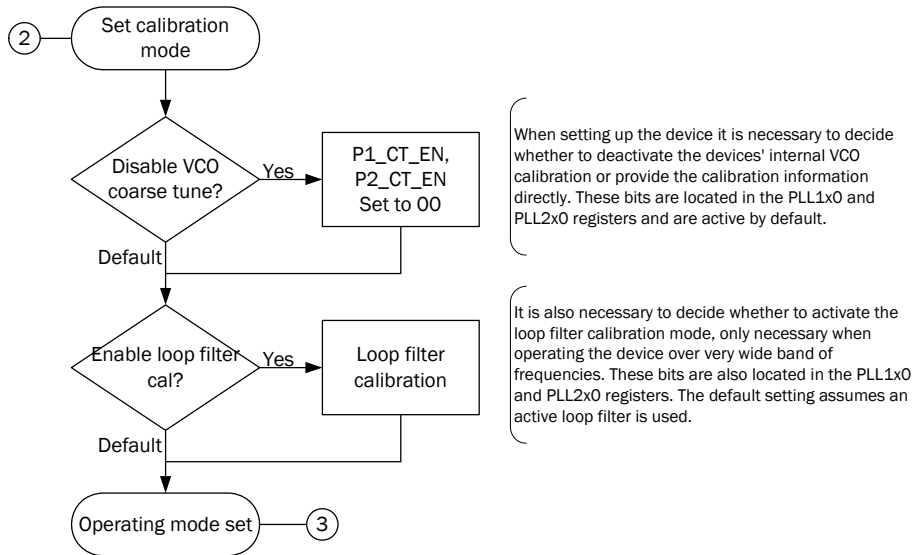 2
Set calibration
mode
Disable VCO
coarse tune?
Yes
P1_CT_EN,
P2_CT_EN
Set to 00
When setting up the device it is necessary to decide
whether to deactivate the devices' internal VCO
calibration or provide the calibration information
directly. These bits are located in the PLL1x0 and
PLL2x0 registers and are active by default.
Default
Enable loop filter
cal?
Yes
Loop filter
calibration
It is also necessary to decide whether to activate the
loop filter calibration mode, only necessary when
operating the device over very wide band of
frequencies. These bits are also located in the PLL1x0
and PLL2x0 registers. The default setting assumes an
active loop filter is used.
Default
Operating mode set
3